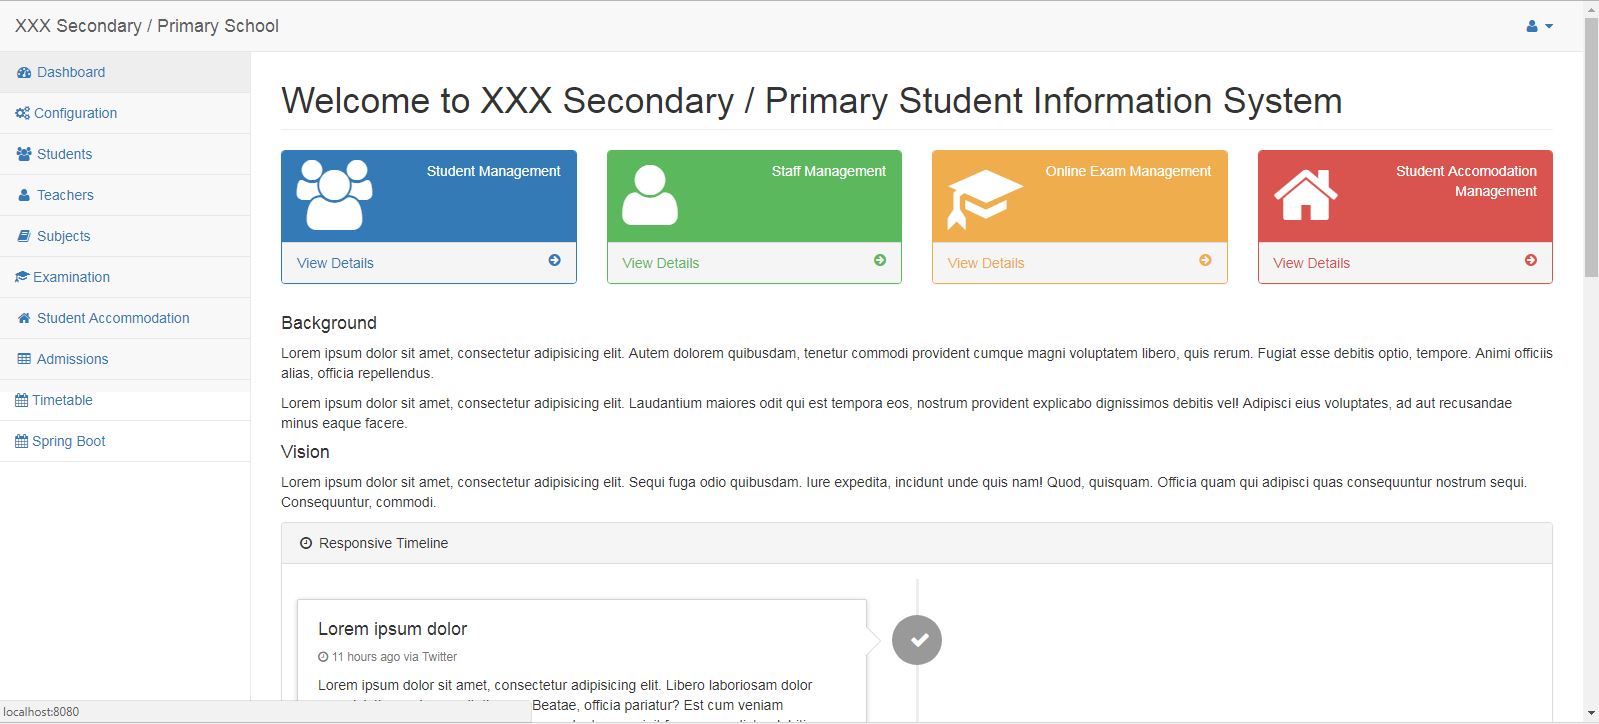 XXX Secondary / Primary School
Dashboard
Configuration
Students
Teachers
Subjects
Examination
Student Accommodation
Admissions
Timetable
Spring Boot
Welcome to XXX Secondary / Primary Student Information System
Student Management
View Details
Staff Management
View Details
Online Exam Management
View Details
Student Accomodation
Management
View Details
Background
Lorem ipsum dolor sit amet, consectetur adipisicing elit. Autem dolorem quibusdam, tenetur commodi provident cumque magni voluptatem libero, quis rerum. Fugiat esse debitis optio, tempore. Animi officiis
alias, officia repellendus.
Lorem ipsum dolor sit amet, consectetur adipisicing elit. Laudantium maiores odit qui est tempora eos, nostrum provident explicabo dignissimos debitis vel! Adipisci eius voluptates, ad aut recusandae
minus eaque facere.
Vision
Lorem ipsum dolor sit amet, consectetur adipisicing elit. Sequi fuga odio quibusdam. Iure expedita, incidunt unde quis nam! Quod, quisquam. Officia quam qui adipisci quas consequuntur nostrum sequi.
Consequuntur, commodi.
Responsive Timeline
Lorem ipsum dolor
11 hours ago via Twitter
Lorem ipsum dolor sit amet, consectetur adipisicing elit. Libero laboriosam dolor
Beatae, officia pariatur? Est cum veniam
localhost:8080